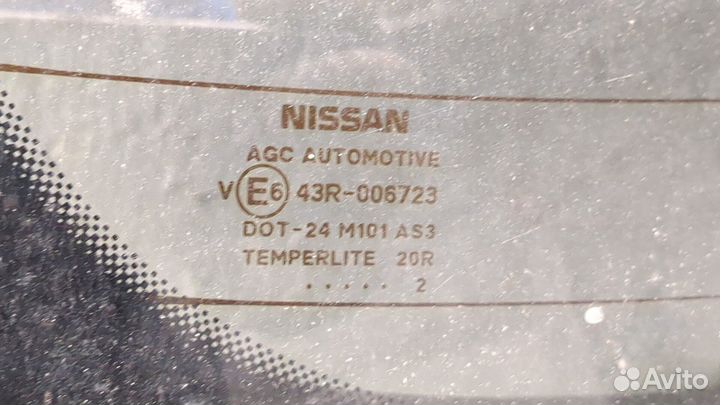 NISSAN
AGC AUTOMOTIVE
V E6 43R-006723
DOT-24 M101 AS3
TEMPERLITE 20R
. . . . . 2
Avito